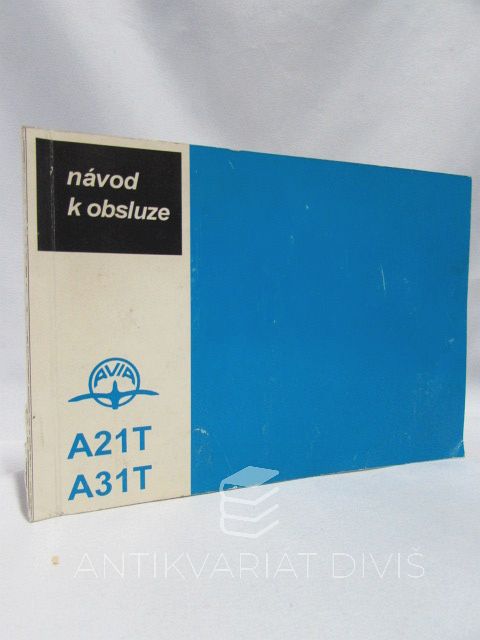 návod
k obsluze
AVIA
A21T
A31T
ANTIKVARIAT DIVIŠ